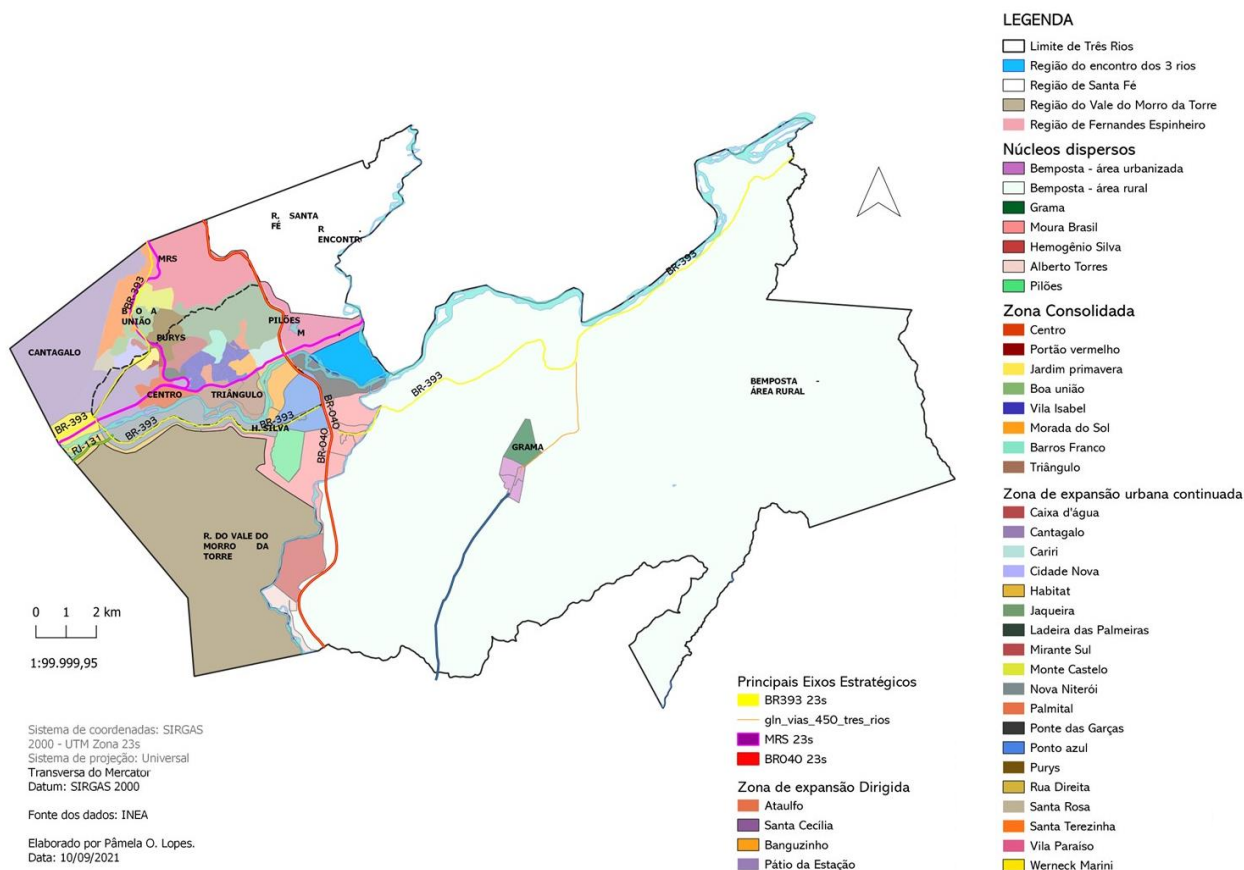 LEGENDA
Limite de Três Rios
Região do encontro dos 3 rios
Região de Santa Fé
Região do Vale do Morro da Torre
Região de Fernandes Espinheiro
Núcleos dispersos
Bemposta - área urbanizada
Bemposta - área rural
Grama
Moura Brasil
Hemogênio Silva
Alberto Torres
Pilões
Zona Consolidada
Centro
Portão vermelho
Jardim primavera
Boa união
Vila Isabel
Morada do Sol
Barros Franco
Triângulo
Zona de expansão urbana continuada
Caixa d'água
Cantagalo
Cariri
Cidade Nova
Habitat
Jaqueira
Ladeira das Palmeiras
Mirante Sul
Monte Castelo
Nova Niterói
Palmital
Ponte das Garças
Ponto azul
Purys
Rua Direita
Santa Rosa
Santa Terezinha
Vila Paraíso
Werneck Marini
R. SANTA
FÉ
R
ENCONTR
MRS
BR-393
B O A
UNIÃO
PURYS
PILÕES
M
CANTAGALO
CENTRO
TRIÂNGULO
BR-393
BR-393
RJ-131
BR-393
H. SILVA
BR-040
BR-040
BR-393
BR-393
BEMPOSTA -
ÁREA RURAL
GRAMA
R. DO VALE DO
MORRO DA
TORRE
0 1 2 km
1:99.999,95
Principais Eixos Estratégicos
BR393 23s
gln_vias_450_tres_rios
MRS 23s
BR040 23s
Zona de expansão Dirigida
Ataulfo
Santa Cecília
Banguzinho
Pátio da Estação
Sistema de coordenadas: SIRGAS
2000 - UTM Zona 23s
Sistema de projeção: Universal
Transversa do Mercator
Datum: SIRGAS 2000
Fonte dos dados: INEA
Elaborado por Pâmela O. Lopes.
Data: 10/09/2021